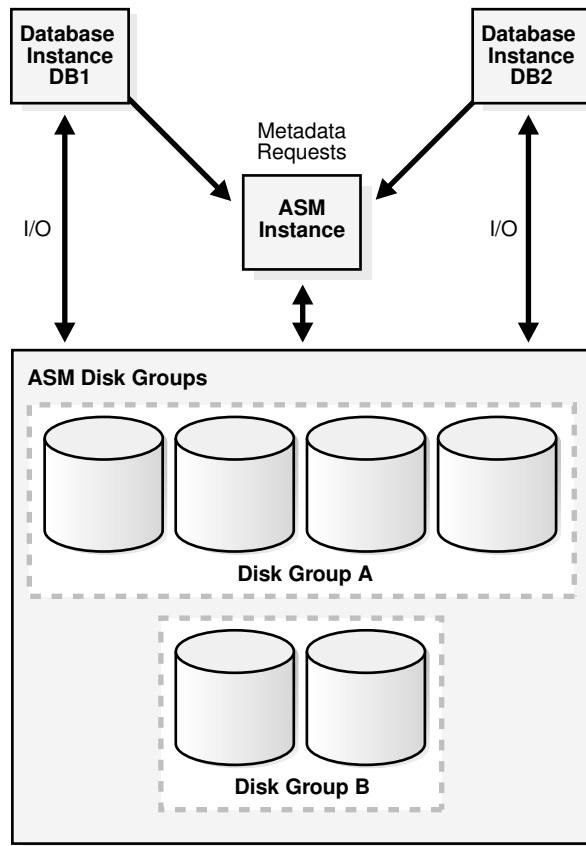 Database
Instance
DB1
Database
Instance
DB2
Metadata
Requests
ASM
Instance
I/O
I/O
ASM Disk Groups
Disk Group A
Disk Group B